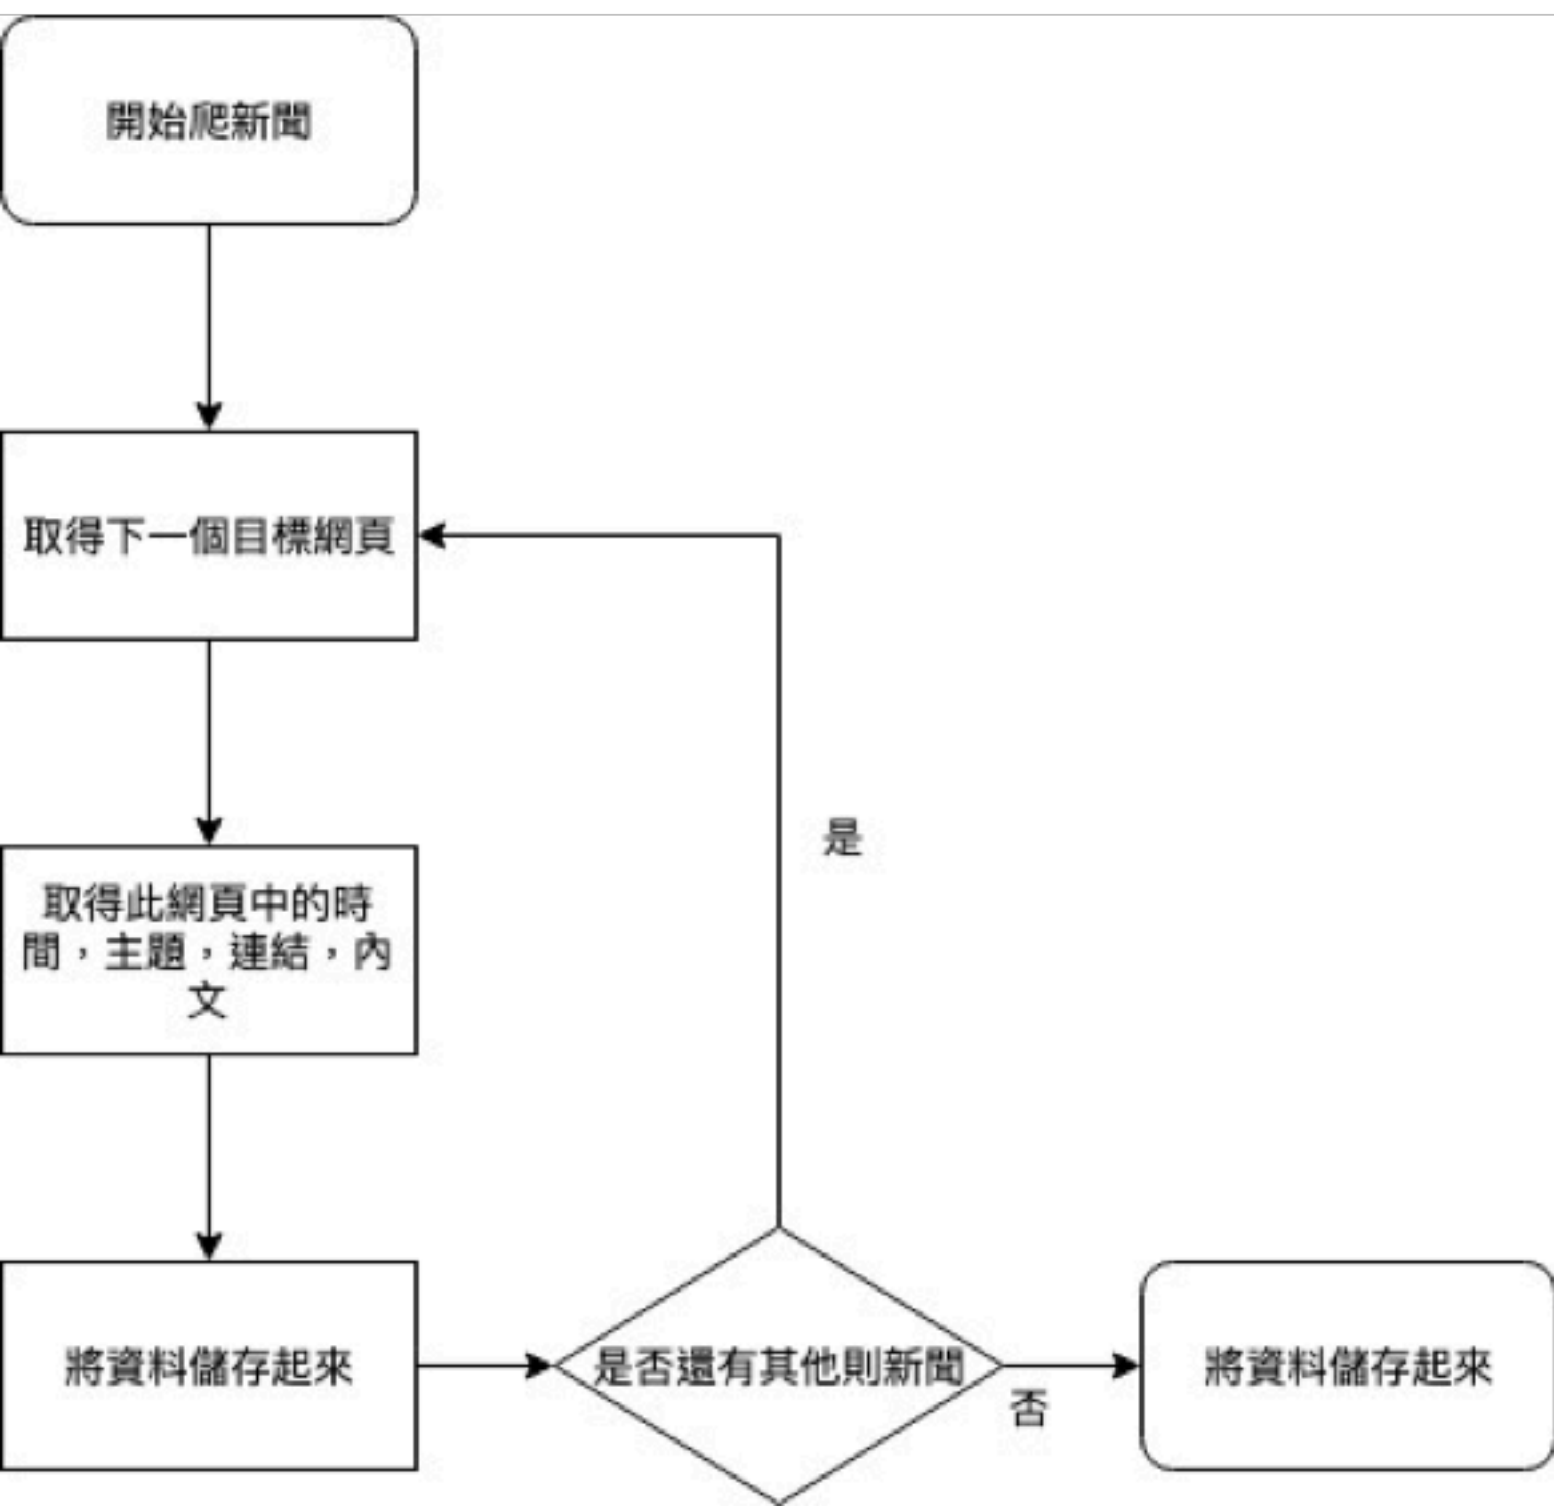 開始爬新聞
取得下一個目標網頁
取得此網頁中的時
間，主題，連結，內
文
將資料儲存起來
是否還有其他則新聞
是
否
將資料儲存起來